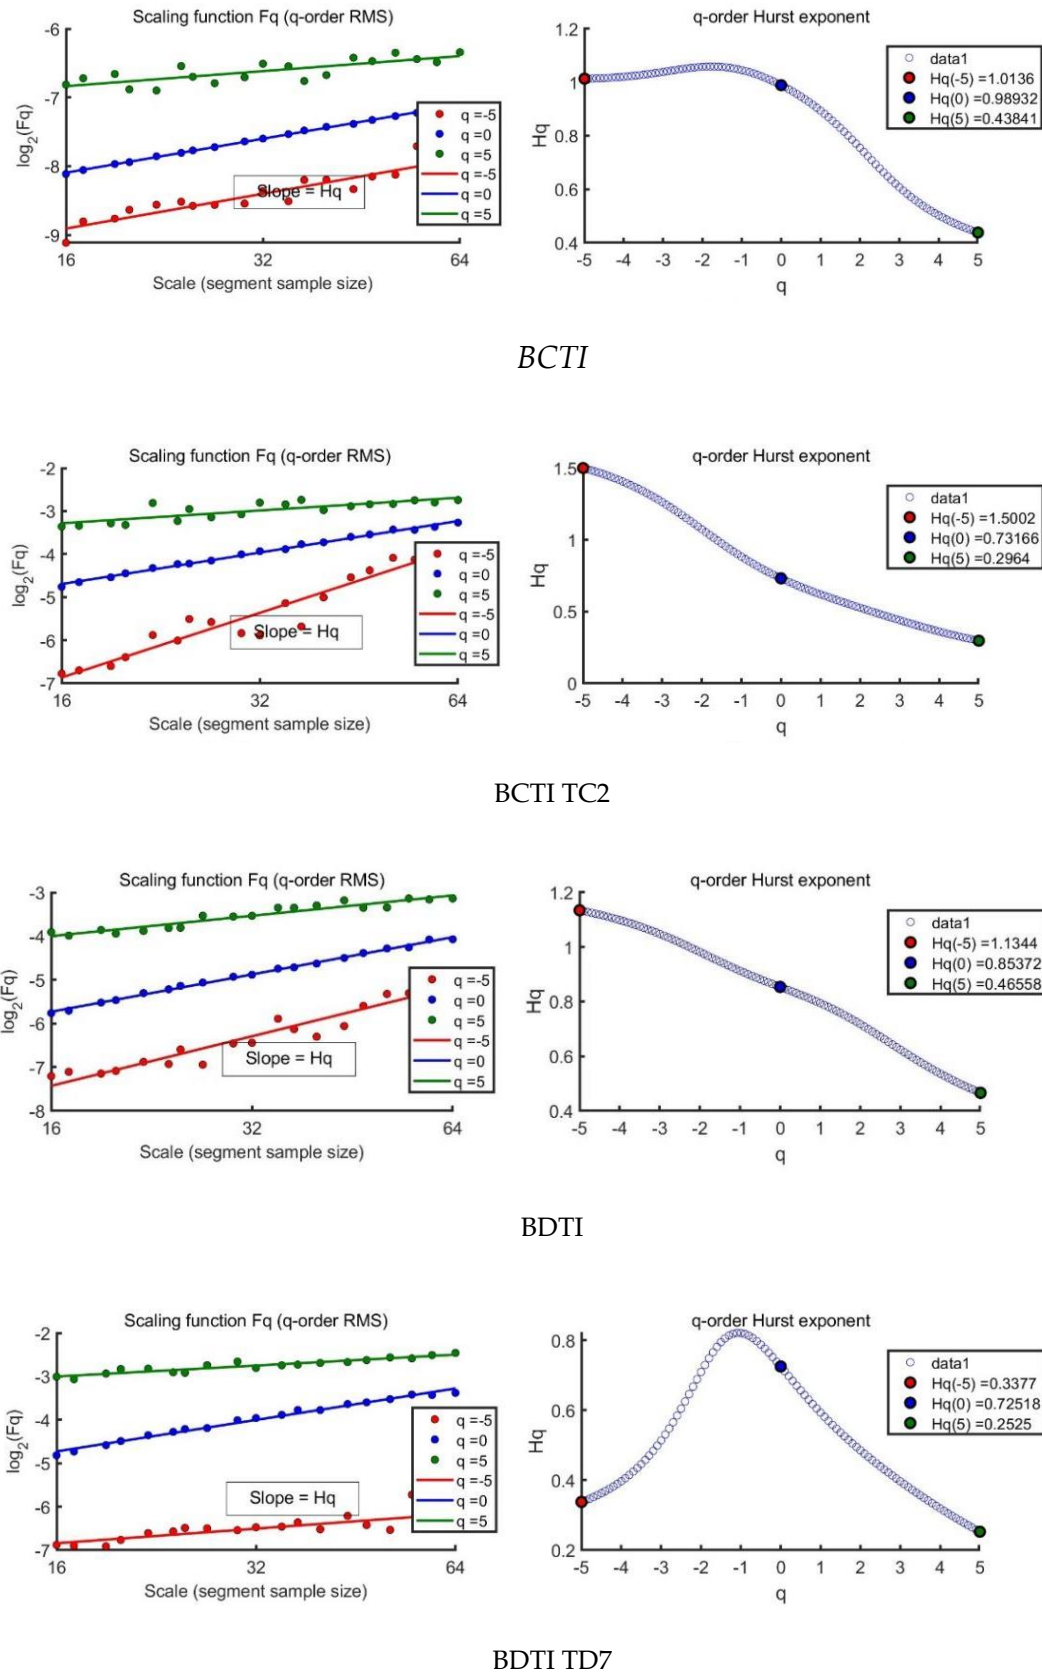 Scaling function Fq (q-order RMS)
-6
-7
-8
-9
log2(Fq)
16
32
64
Scale (segment sample size)
Slope = Hq
q =-5
q =0
q =5
q =-5
q =0
q =5
q-order Hurst exponent
1.2
1
0.8
0.6
0.4
Hq
-5 -4 -3 -2 -1 0 1 2 3 4 5
q
data1
Hq(-5) =1.0136
Hq(0) =0.98932
Hq(5) =0.43841
BCTI
Scaling function Fq (q-order RMS)
-2
-3
-4
-5
-6
-7
log2(Fq)
16
32
64
Scale (segment sample size)
Slope = Hq
q =-5
q =0
q =5
q =-5
q =0
q =5
q-order Hurst exponent
1.5
1
0.5
0
Hq
-5 -4 -3 -2 -1 0 1 2 3 4 5
q
data1
Hq(-5) =1.5002
Hq(0) =0.73166
Hq(5) =0.2964
BCTI TC2
Scaling function Fq (q-order RMS)
-3
-4
-5
-6
-7
-8
log2(Fq)
16
32
64
Scale (segment sample size)
Slope = Hq
q =-5
q =0
q =5
q =-5
q =0
q =5
q-order Hurst exponent
1.2
1
0.8
0.6
0.4
Hq
-5 -4 -3 -2 -1 0 1 2 3 4 5
q
data1
Hq(-5) =1.1344
Hq(0) =0.85372
Hq(5) =0.46558
BDTI
Scaling function Fq (q-order RMS)
-2
-3
-4
-5
-6
-7
log2(Fq)
16
32
64
Scale (segment sample size)
Slope = Hq
q =-5
q =0
q =5
q =-5
q =0
q =5
q-order Hurst exponent
0.8
0.6
0.4
0.2
Hq
-5 -4 -3 -2 -1 0 1 2 3 4 5
q
data1
Hq(-5) =0.3377
Hq(0) =0.72518
Hq(5) =0.2525
BDTI TD7